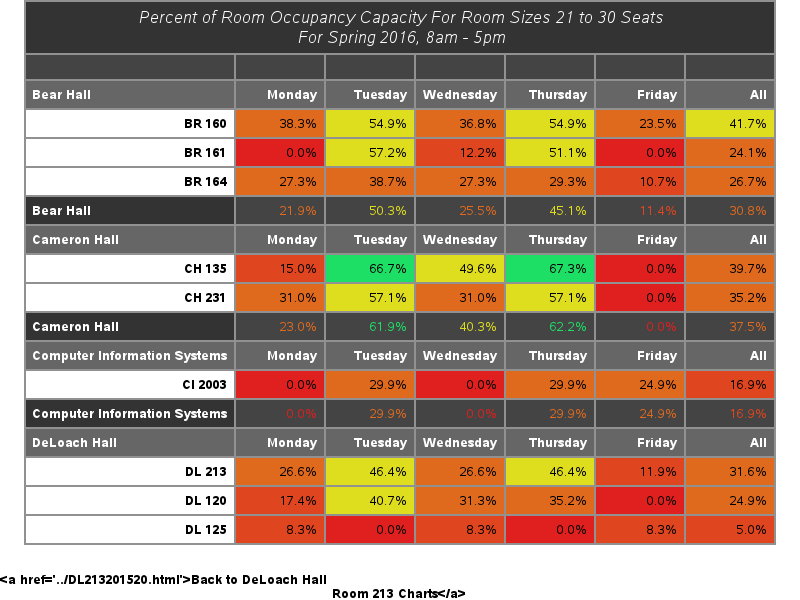 Percent of Room Occupancy Capacity For Room Sizes 21 to 30 Seats
For Spring 2016, 8am - 5pm
Bear Hall Monday Tuesday Wednesday Thursday Friday All
BR 160 38.3% 54.9% 36.8% 54.9% 23.5% 41.7%
BR 161 0.0% 57.2% 12.2% 51.1% 0.0% 24.1%
BR 164 27.3% 38.7% 27.3% 29.3% 10.7% 26.7%
Bear Hall 21.9% 50.3% 25.5% 45.1% 11.4% 30.8%
Cameron Hall Monday Tuesday Wednesday Thursday Friday All
CH 135 15.0% 66.7% 49.6% 67.3% 0.0% 39.7%
CH 231 31.0% 57.1% 31.0% 57.1% 0.0% 35.2%
Cameron Hall 23.0% 61.9% 40.3% 62.2% 0.0% 37.5%
Computer Information Systems Monday Tuesday Wednesday Thursday Friday All
CI 2003 0.0% 29.9% 0.0% 29.9% 24.9% 16.9%
Computer Information Systems 0.0% 29.9% 0.0% 29.9% 24.9% 16.9%
DeLoach Hall Monday Tuesday Wednesday Thursday Friday All
DL 213 26.6% 46.4% 26.6% 46.4% 11.9% 31.6%
DL 120 17.4% 40.7% 31.3% 35.2% 0.0% 24.9%
DL 125 8.3% 0.0% 8.3% 0.0% 8.3% 5.0%
<a href='../DL213201520.html'>Back to DeLoach Hall
Room 213 Charts</a>